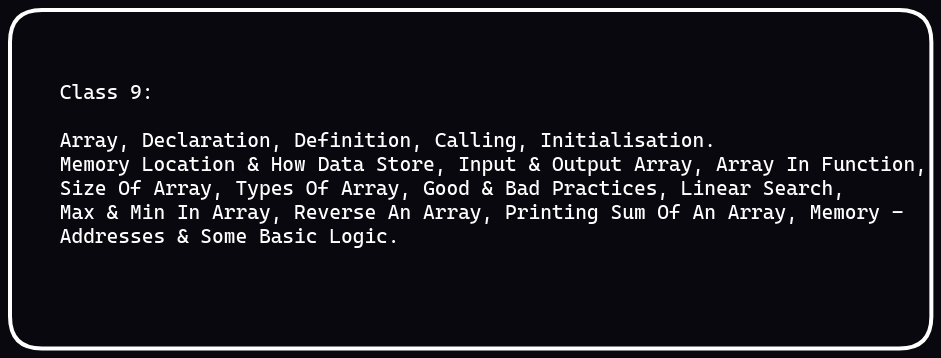 Class 9:
Array, Declaration, Definition, Calling, Initialisation.
Memory Location & How Data Store, Input & Output Array, Array In Function,
Size Of Array, Types Of Array, Good & Bad Practices, Linear Search,
Max & Min In Array, Reverse An Array, Printing Sum Of An Array, Memory –
Addresses & Some Basic Logic.